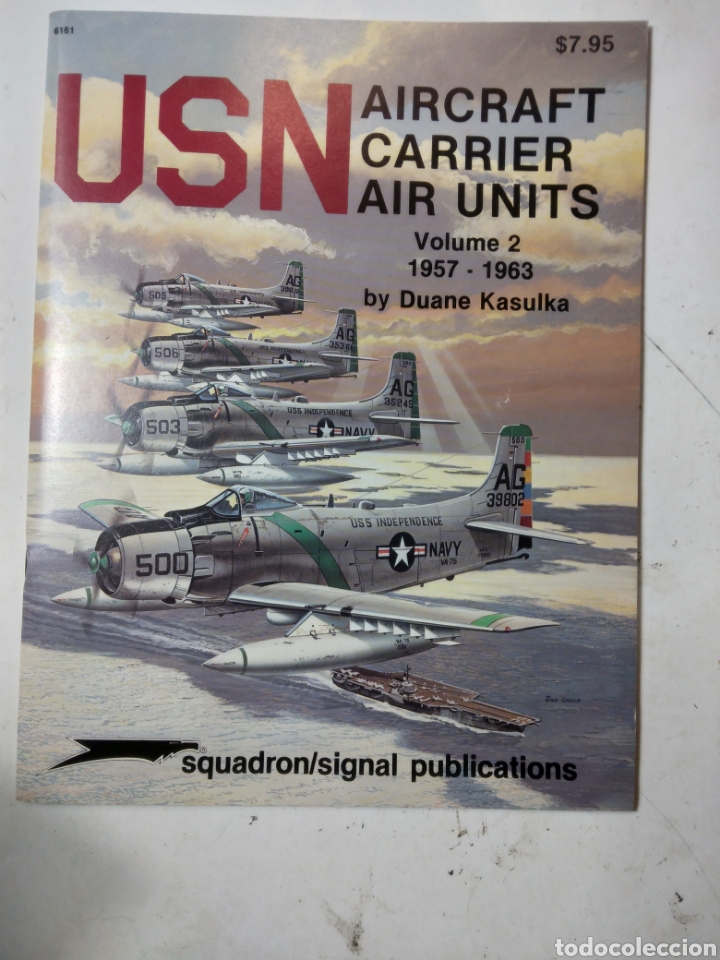 6161
$7.95
USN
AIRCRAFT
CARRIER
AIR UNITS
Volume 2
1957 - 1963
by Duane Kasulka
AG
505
AG
506
AG
35249
USS INDEPENDENCE
NAVY
503
500
AG
39802
USS INDEPENDENCE
NAVY
VA-75
500
squadron/signal publications
®
todocoleccion